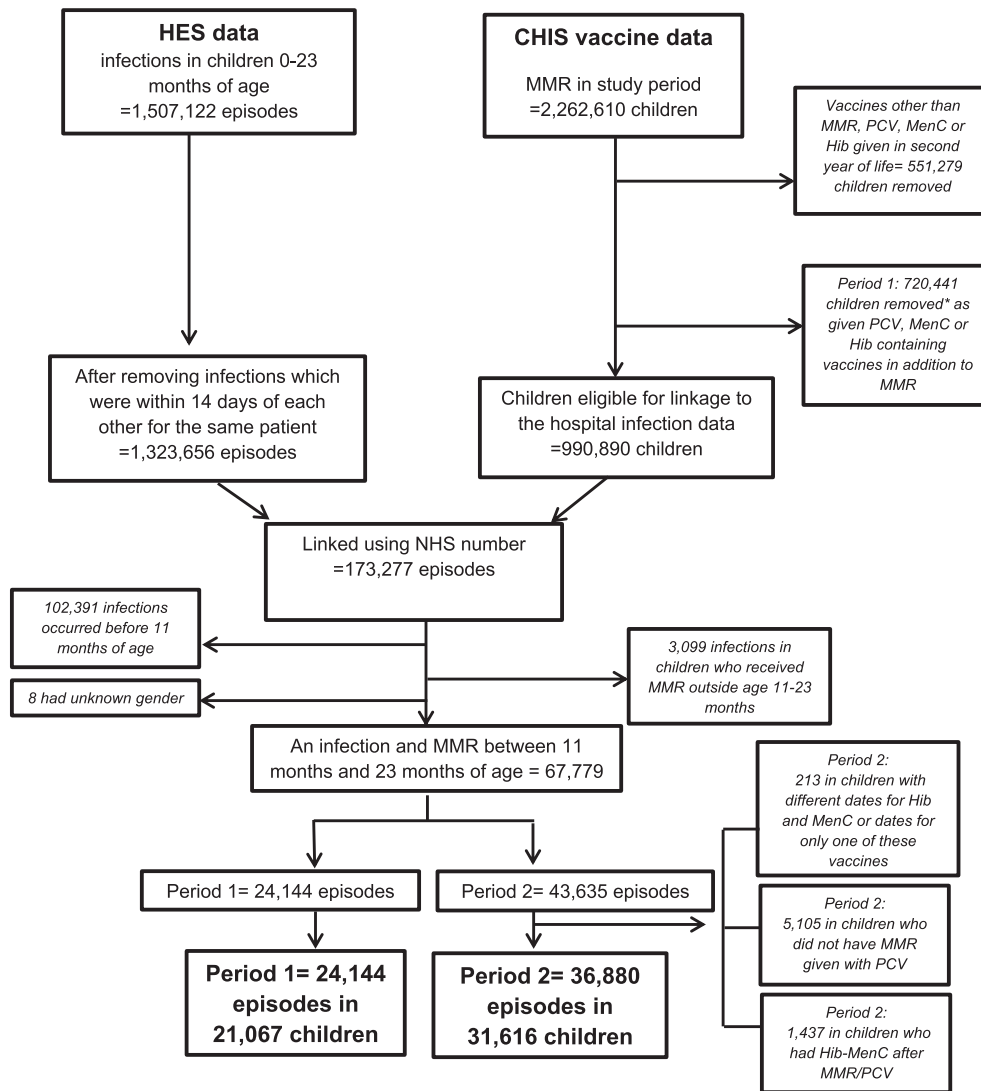 HES data
infections in children 0-23
months of age
=1,507,122 episodes
CHIS vaccine data
MMR in study period
=2,262,610 children
Vaccines other than
MMR, PCV, MenC or
Hib given in second
year of life= 551,279
children removed
Period 1: 720,441
children removed* as
given PCV, MenC or
Hib containing
vaccines in addition to
MMR
After removing infections which
were within 14 days of each
other for the same patient
=1,323,656 episodes
Children eligible for linkage to
the hospital infection data
=990,890 children
Linked using NHS number
=173,277 episodes
102,391 infections
occurred before 11
months of age
3,099 infections in
children who received
MMR outside age 11-23
months
8 had unknown gender
An infection and MMR between 11
months and 23 months of age = 67,779
Period 1= 24,144 episodes
Period 2= 43,635 episodes
Period 2:
213 in children with
different dates for Hib
and MenC or dates for
only one of these
vaccines
Period 2:
5,105 in children who
did not have MMR
given with PCV
Period 2:
1,437 in children who
had Hib-MenC after
MMR/PCV
Period 1= 24,144
episodes in
21,067 children
Period 2= 36,880
episodes in
31,616 children